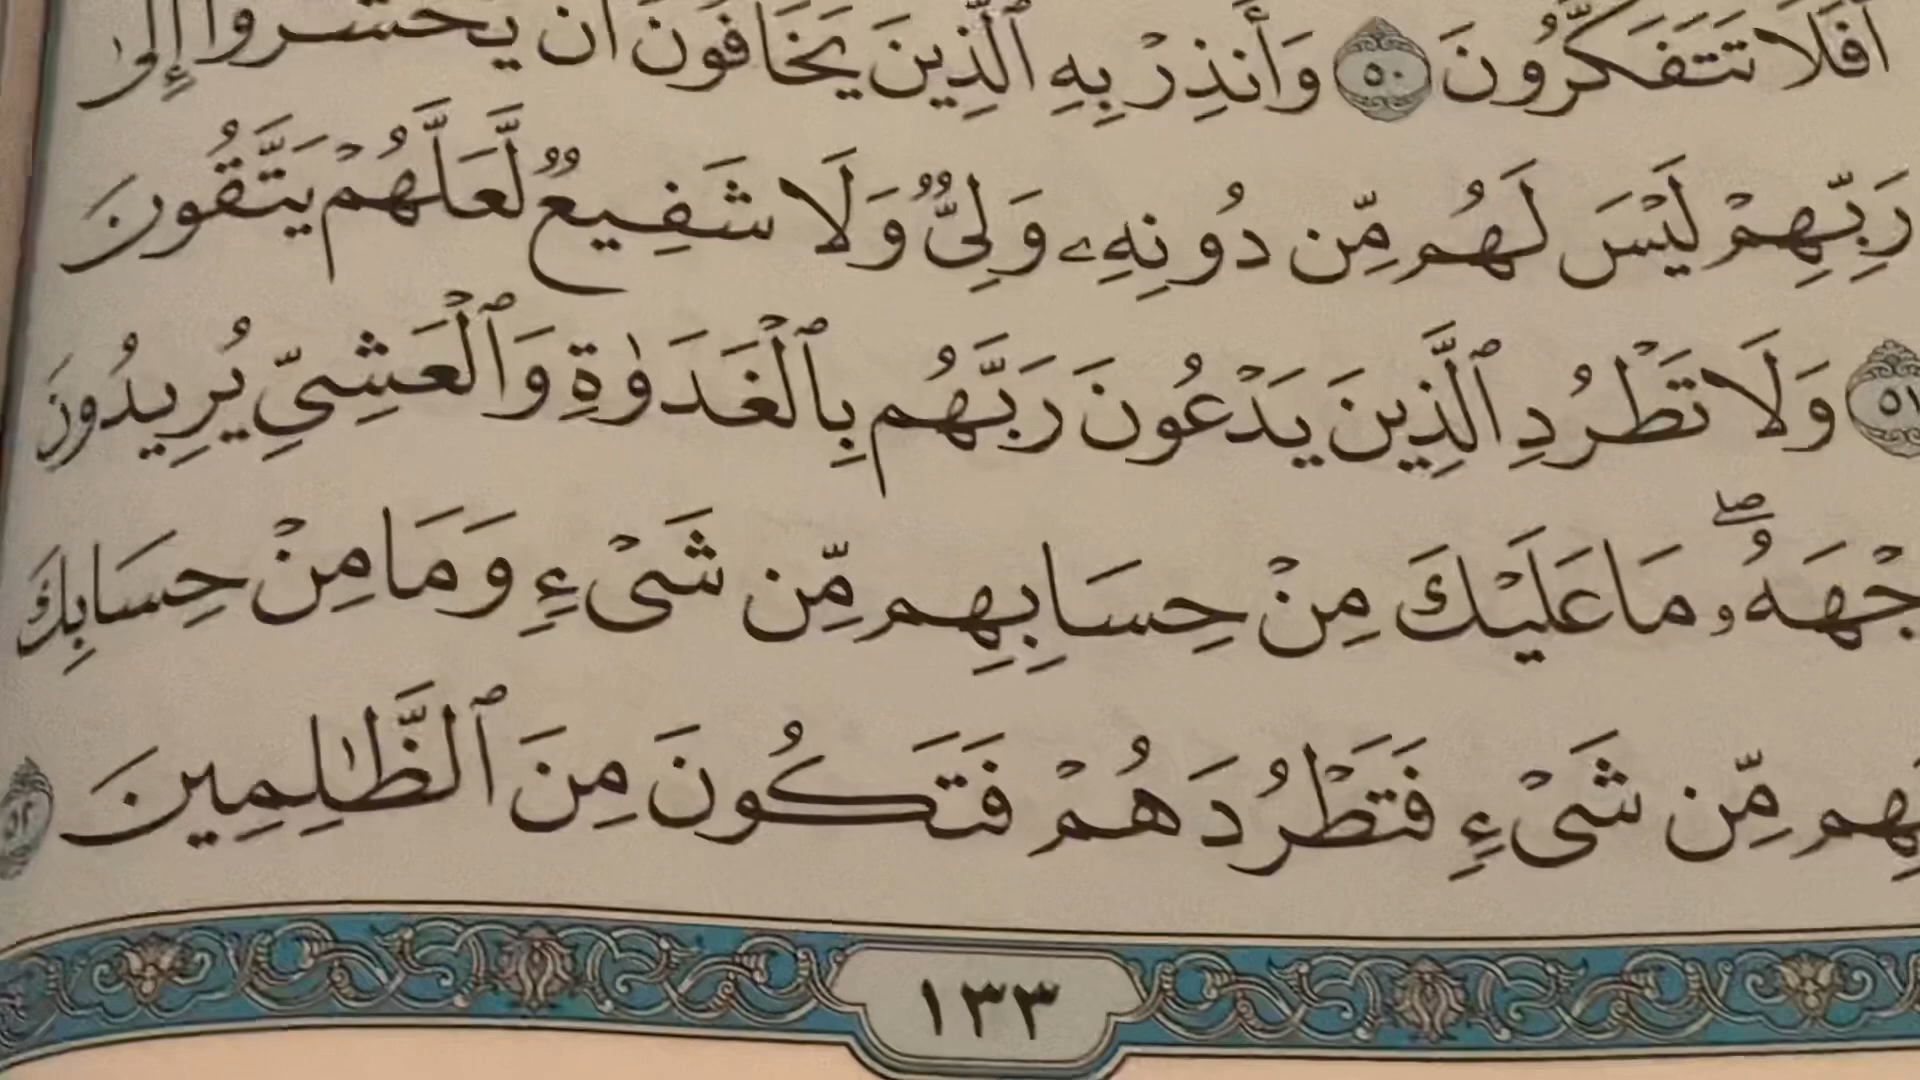 أَفَلَا تَتَفَكَّرُونَ ٥٠ وَأَنذِرْ بِهِ ٱلَّذِينَ يَخَافُونَ أَن يُحْشَرُوٓا۟ إِلَىٰ
رَبِّهِمْ لَيْسَ لَهُم مِّن دُونِهِۦ وَلِىٌّ وَلَا شَفِيعٌ لَّعَلَّهُمْ يَتَّقُونَ
٥١ وَلَا تَطْرُدِ ٱلَّذِينَ يَدْعُونَ رَبَّهُم بِٱلْغَدَوٰةِ وَٱلْعَشِىِّ يُرِيدُونَ
جْهَهُۥۖ مَا عَلَيْكَ مِنْ حِسَابِهِم مِّن شَىْءٍ وَمَا مِنْ حِسَابِكَ
هِم مِّن شَىْءٍ فَتَطْرُدَهُمْ فَتَكُونَ مِنَ ٱلظَّٰلِمِينَ ٥٢
١٣٣